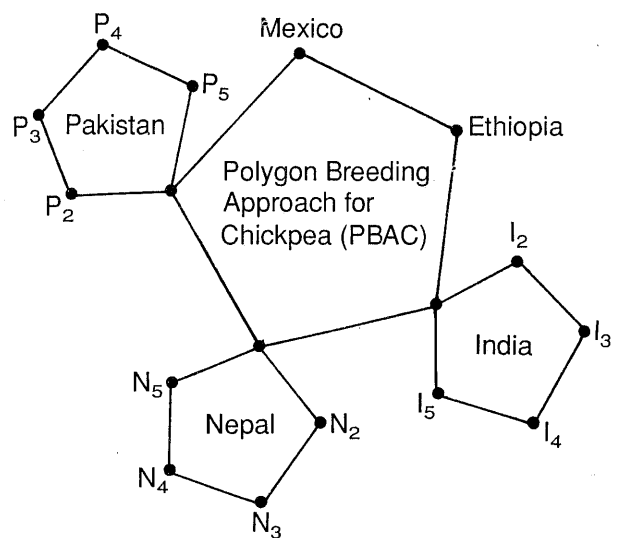 Mexico
P4
P5
Pakistan
P3
P2
Ethiopia
Polygon Breeding
Approach for
Chickpea (PBAC)
I2
I3
India
I5
I4
N5
Nepal
N2
N4
N3